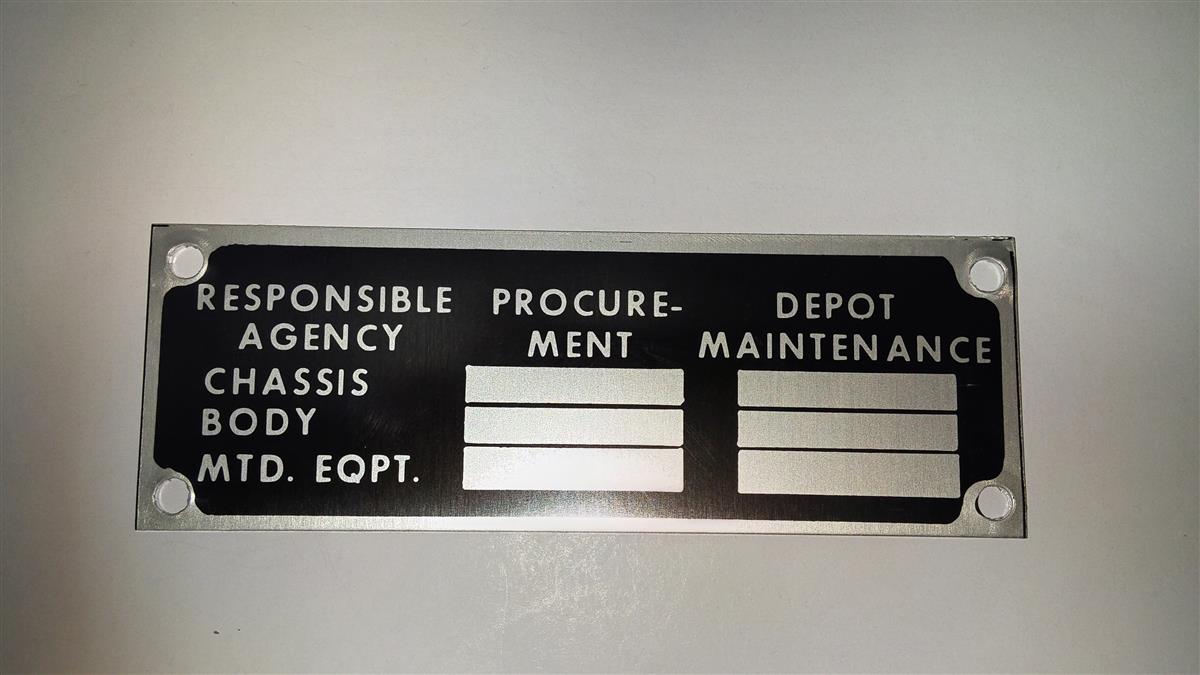 RESPONSIBLE AGENCY
PROCURE-MENT
DEPOT MAINTENANCE
CHASSIS
BODY
MTD. EQPT.